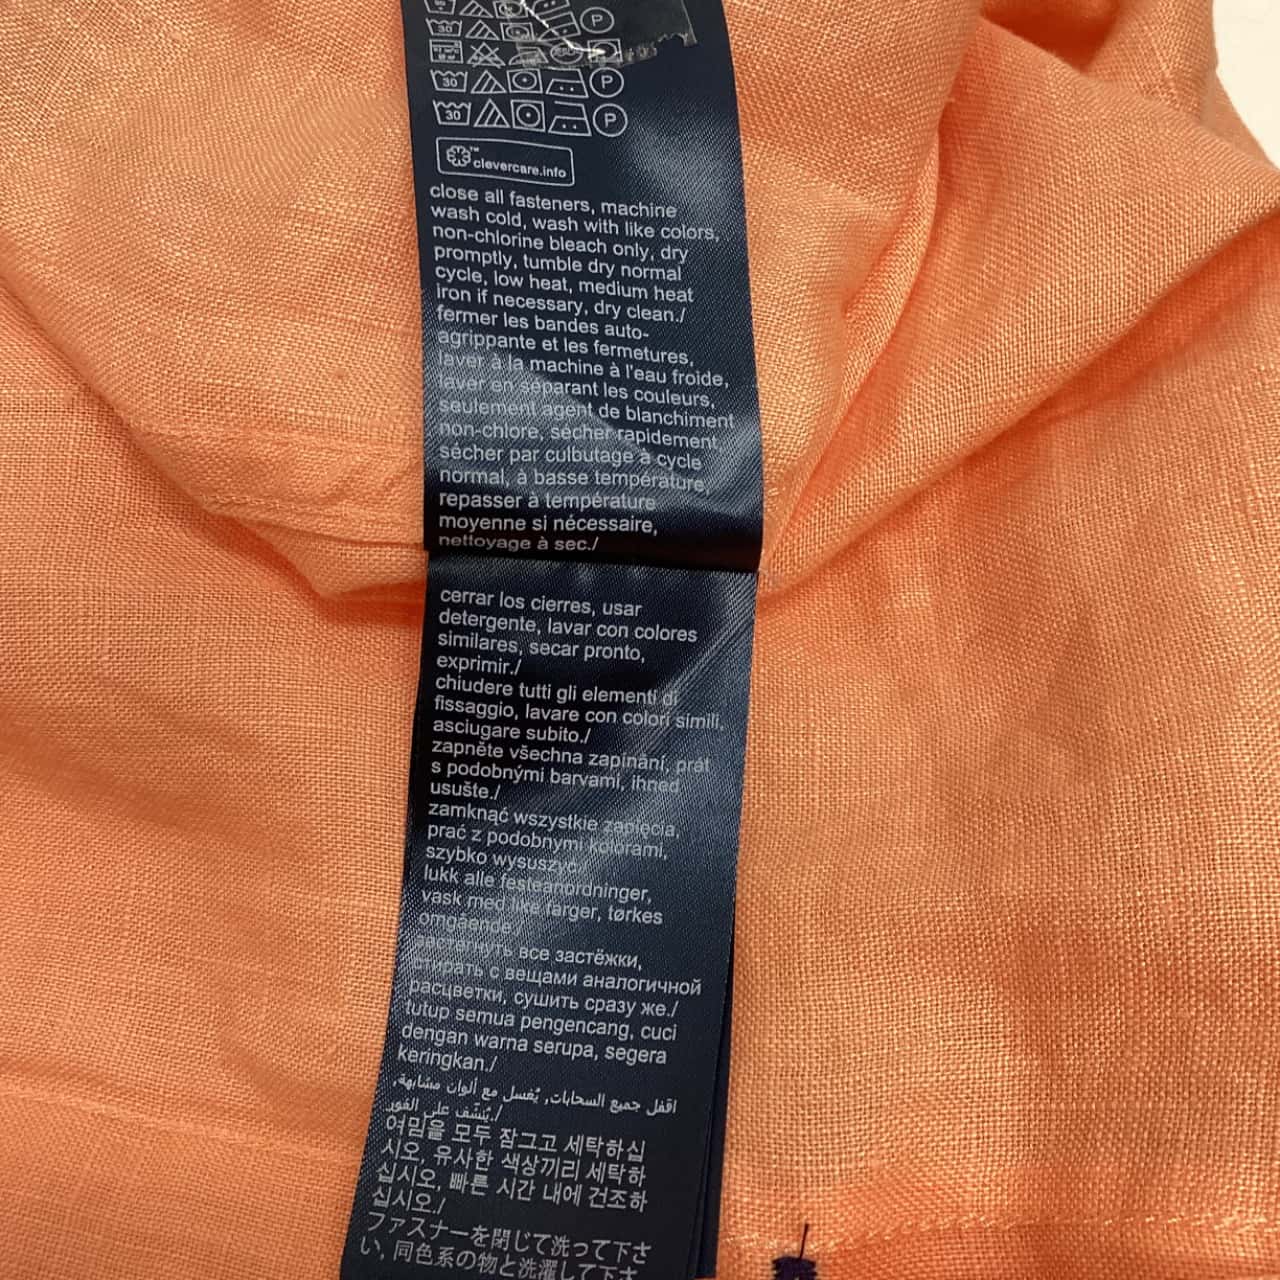 30
P
30
P
30
P
clevercare.info
close all fasteners, machine
wash cold, wash with like colors,
non-chlorine bleach only, dry
promptly, tumble dry normal
cycle, low heat, medium heat
iron if necessary, dry clean./
fermer les bandes auto-
agrippante et les fermetures,
laver à la machine à l'eau froide,
laver en séparant les couleurs,
seulement agent de blanchiment
non-chlore, sécher rapidement,
sécher par culbutage à cycle
normal, à basse température,
repasser à température
moyenne si nécessaire,
nettoyage à sec./
cerrar los cierres, usar
detergente, lavar con colores
similares, secar pronto,
exprimir./
chiudere tutti gli elementi di
fissaggio, lavare con colori simili,
asciugare subito./
zapněte všechna zapínání, prát
s podobnými barvami, ihned
usušte./
zamknąć wszystkie zapięcia,
prać z podobnymi kolorami,
szybko wysuszyć/
lukk alle festeanordninger,
vask med like farger, tørkes
omgående/
застегнуть все застёжки,
стирать с вещами аналогичной
расцветки, сушить сразу же./
tutup semua pengencang, cuci
dengan warna serupa, segera
keringkan./
اقفل جميع السحابات, يُغسل مع ألوان مشابهة,
يُنشّف على الفور./
여밈을 모두 잠그고 세탁하십
시오, 유사한 색상끼리 세탁하
십시오, 빠른 시간 내에 건조하
십시오./
ファスナーを閉じて洗って下さ
い, 同色系の物と洗濯して下さ